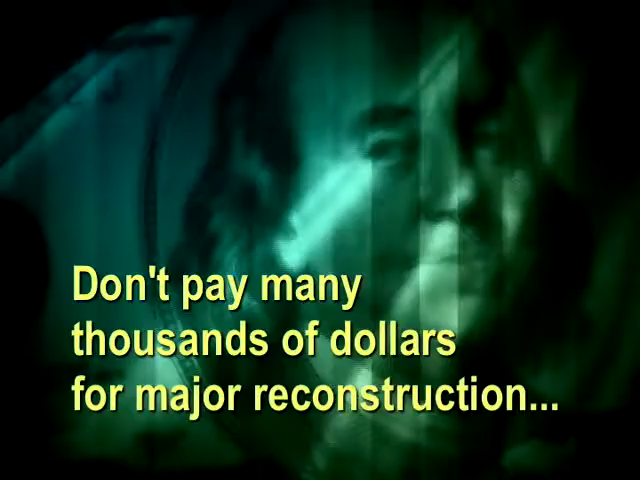 Don't pay many
thousands of dollars
for major reconstruction...